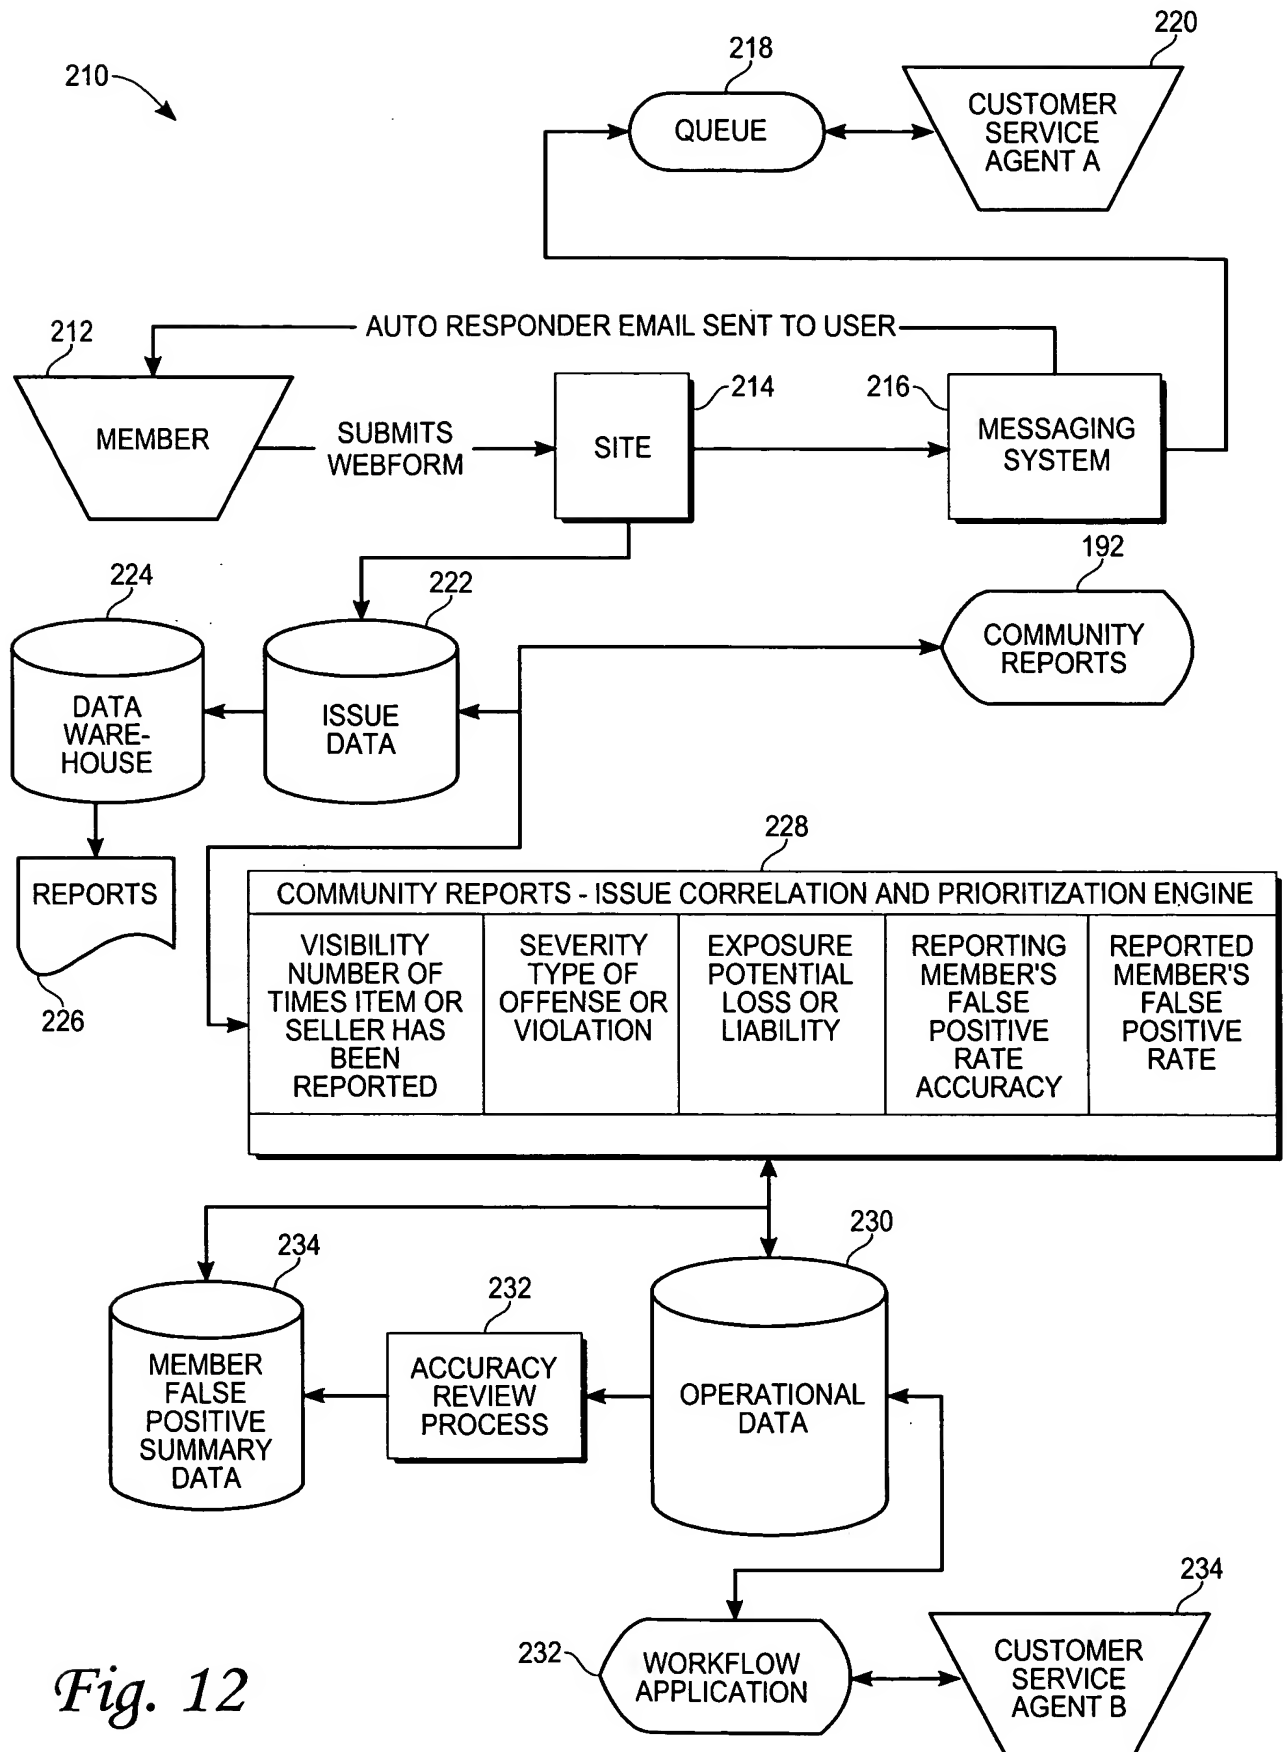 220
218
210
QUEUE
CUSTOMER
SERVICE
AGENT A
AUTO RESPONDER EMAIL SENT TO USER
212
214
216
MEMBER
SUBMITS
WEBFORM
SITE
MESSAGING
SYSTEM
192
224
222
COMMUNITY
REPORTS
DATA
WARE-
HOUSE
ISSUE
DATA
228
REPORTS
226
COMMUNITY REPORTS - ISSUE CORRELATION AND PRIORITIZATION ENGINE
VISIBILITY
NUMBER OF
TIMES ITEM OR
SELLER HAS
BEEN
REPORTED
SEVERITY
TYPE OF
OFFENSE OR
VIOLATION
EXPOSURE
POTENTIAL
LOSS OR
LIABILITY
REPORTING
MEMBER'S
FALSE
POSITIVE
RATE
ACCURACY
REPORTED
MEMBER'S
FALSE
POSITIVE
RATE
230
234
232
MEMBER
FALSE
POSITIVE
SUMMARY
DATA
ACCURACY
REVIEW
PROCESS
OPERATIONAL
DATA
234
232
WORKFLOW
APPLICATION
CUSTOMER
SERVICE
AGENT B
Fig. 12